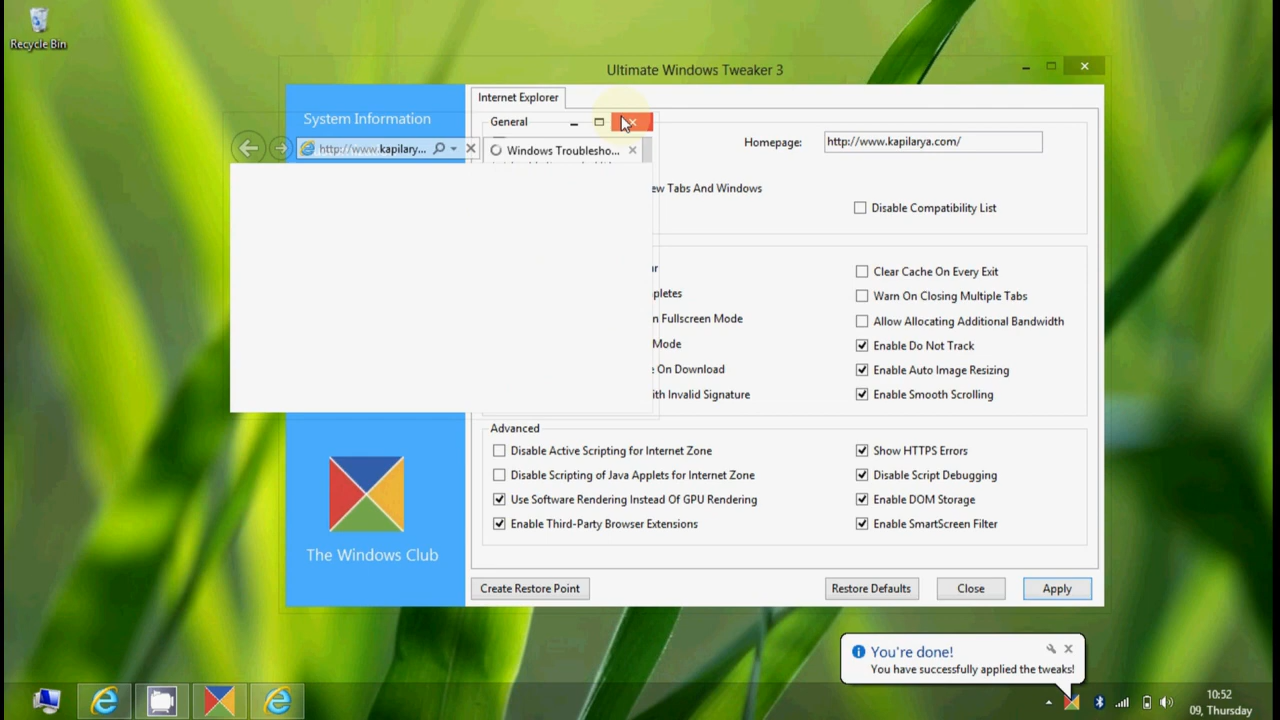 Recycle Bin
Ultimate Windows Tweaker 3
System Information
Internet Explorer
General
http://www.kapilary...
Windows Troublesho...
Homepage:
http://www.kapilarya.com/
ew Tabs And Windows
Disable Compatibility List
ur
pletes
n Fullscreen Mode
Mode
e On Download
ith Invalid Signature
Clear Cache On Every Exit
Warn On Closing Multiple Tabs
Allow Allocating Additional Bandwidth
Enable Do Not Track
Enable Auto Image Resizing
Enable Smooth Scrolling
Advanced
Disable Active Scripting for Internet Zone
Disable Scripting of Java Applets for Internet Zone
Use Software Rendering Instead Of GPU Rendering
Enable Third-Party Browser Extensions
Show HTTPS Errors
Disable Script Debugging
Enable DOM Storage
Enable SmartScreen Filter
The Windows Club
Create Restore Point
Restore Defaults
Close
Apply
You're done!
You have successfully applied the tweaks!
10:52
09, Thursday